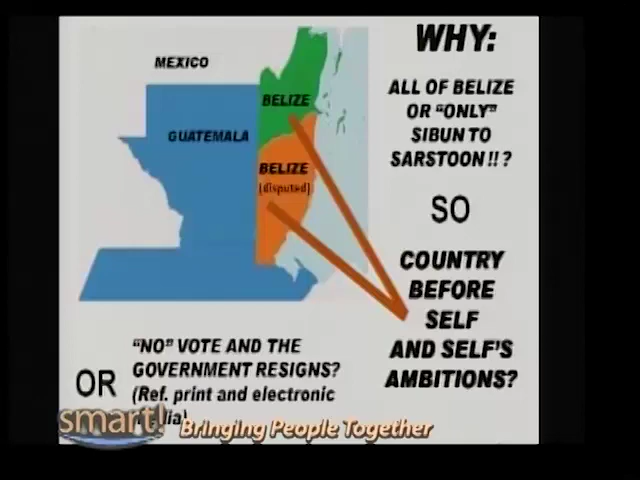 WHY:
MEXICO
ALL OF BELIZE
OR "ONLY"
SIBUN TO
SARSTOON !! ?
BELIZE
GUATEMALA
BELIZE
(disputed)
SO
COUNTRY
BEFORE
SELF
AND SELF'S
AMBITIONS?
"NO" VOTE AND THE
GOVERNMENT RESIGNS?
OR (Ref. print and electronic
smart! Bringing People Together